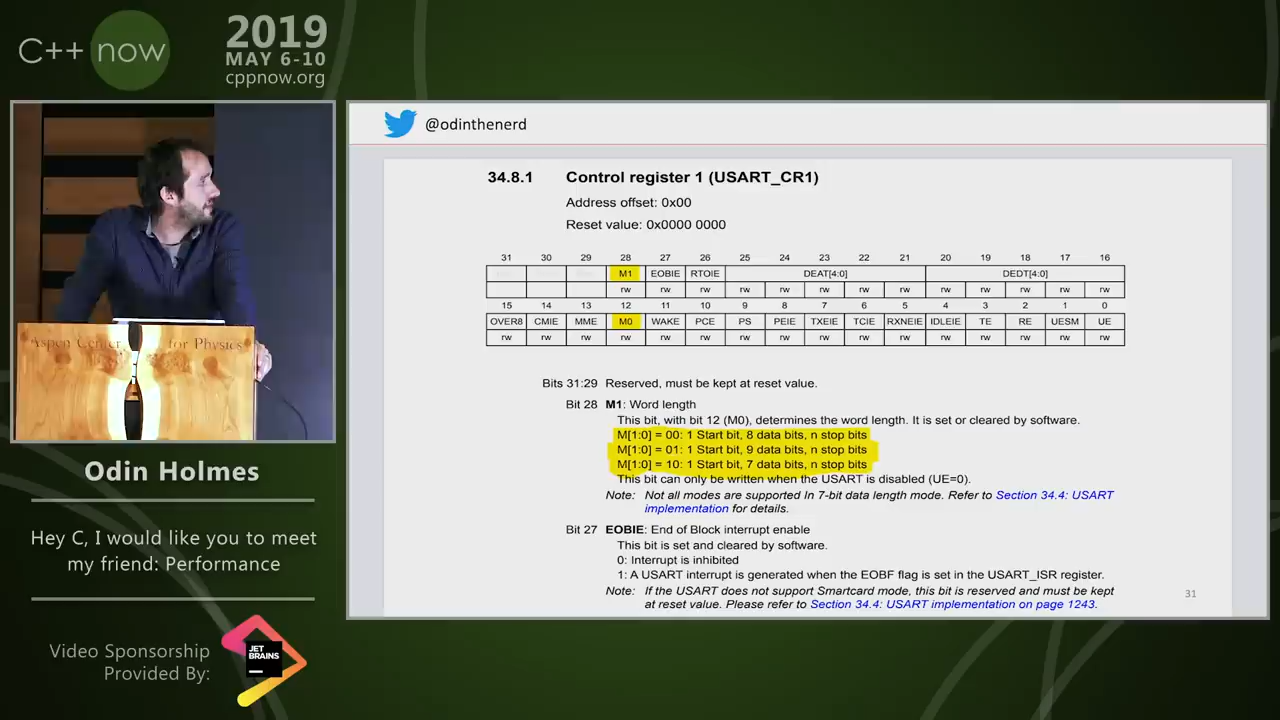 C++ now
2019
MAY 6-10
cppnow.org
@odinthenerd
34.8.1 Control register 1 (USART_CR1)
Address offset: 0x00
Reset value: 0x0000 0000
31 30 29 28 27 26 25 24 23 22 21 20 19 18 17 16
M1 EOBIE RTOIE DEAT[4:0] DEDT[4:0]
rw rw rw rw rw rw rw rw rw rw rw rw rw
15 14 13 12 11 10 9 8 7 6 5 4 3 2 1 0
OVER8 CMIE MME M0 WAKE PCE PS PEIE TXEIE TCIE RXNEIE IDLEIE TE RE UESM UE
rw rw rw rw rw rw rw rw rw rw rw rw rw rw rw rw
Bits 31:29 Reserved, must be kept at reset value.
Bit 28 M1: Word length
This bit, with bit 12 (M0), determines the word length. It is set or cleared by software.
M[1:0] = 00: 1 Start bit, 8 data bits, n stop bits
M[1:0] = 01: 1 Start bit, 9 data bits, n stop bits
M[1:0] = 10: 1 Start bit, 7 data bits, n stop bits
This bit can only be written when the USART is disabled (UE=0).
Note: Not all modes are supported In 7-bit data length mode. Refer to Section 34.4: USART
implementation for details.
Bit 27 EOBIE: End of Block interrupt enable
This bit is set and cleared by software.
0: Interrupt is inhibited
1: A USART interrupt is generated when the EOBF flag is set in the USART_ISR register.
Note: If the USART does not support Smartcard mode, this bit is reserved and must be kept
at reset value. Please refer to Section 34.4: USART implementation on page 1243.
31
Aspen Center for Physics
Odin Holmes
Hey C, I would like you to meet
my friend: Performance
Video Sponsorship
Provided By:
JET
BRAINS